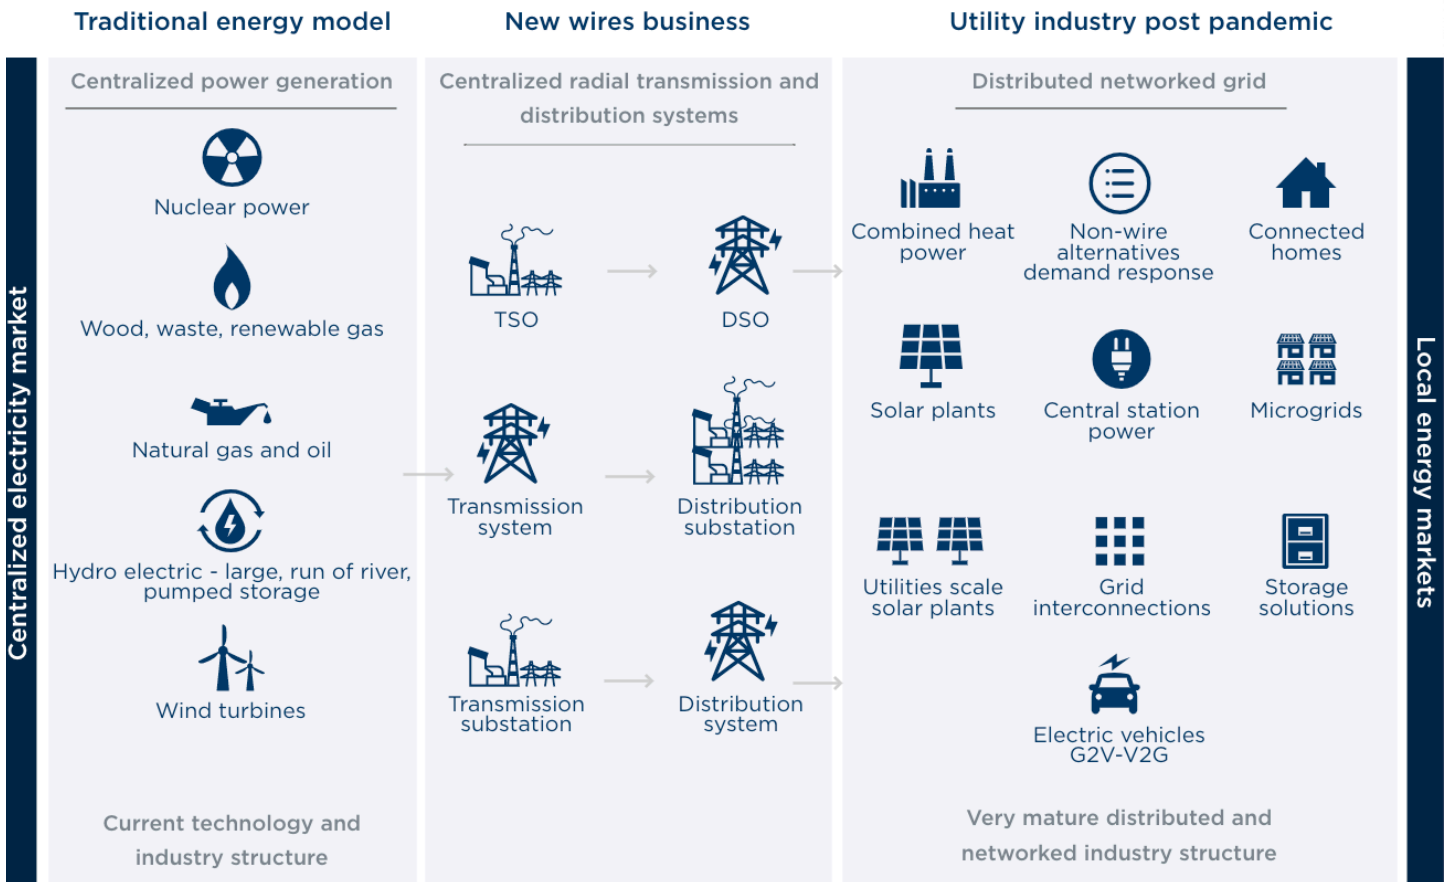 Traditional energy model
New wires business
Utility industry post pandemic
Centralized electricity market
Centralized power generation
Nuclear power
Wood, waste, renewable gas
Natural gas and oil
Hydro electric - large, run of river,
pumped storage
Wind turbines
Current technology and
industry structure
Centralized radial transmission and
distribution systems
TSO
DSO
Transmission
system
Distribution
substation
Transmission
substation
Distribution
system
Distributed networked grid
Combined heat
power
Non-wire
alternatives
demand response
Connected
homes
Solar plants
Central station
power
Microgrids
Utilities scale
solar plants
Grid
interconnections
Storage
solutions
Electric vehicles
G2V-V2G
Very mature distributed and
networked industry structure
Local energy markets